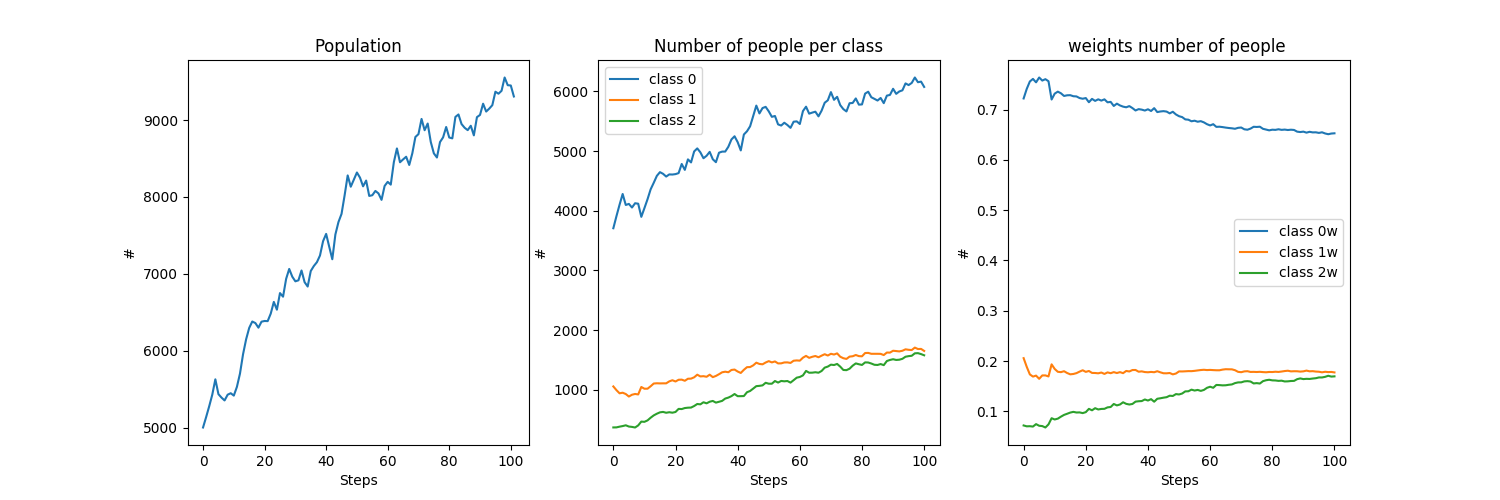 Population
#
9000
8000
7000
6000
5000
0 20 40 60 80 100
Steps
Number of people per class
#
6000
5000
4000
3000
2000
1000
class 0
class 1
class 2
0 20 40 60 80 100
Steps
weights number of people
#
0.7
0.6
0.5
0.4
0.3
0.2
0.1
class 0w
class 1w
class 2w
0 20 40 60 80 100
Steps